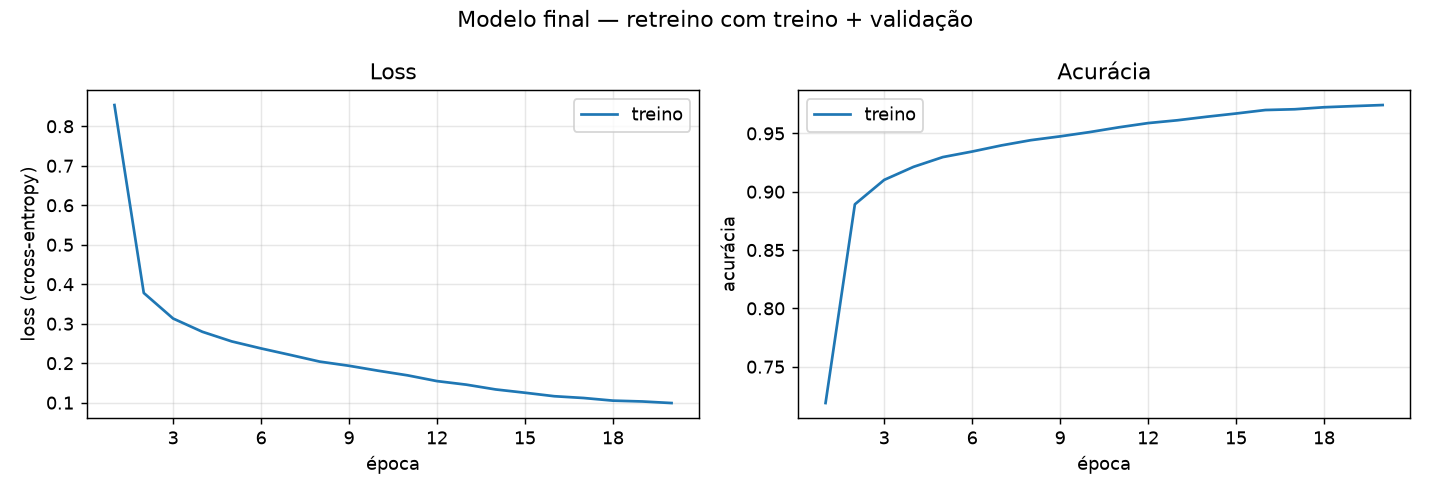 Modelo final — retreino com treino + validação
Loss
treino
loss (cross-entropy)
0.8
0.7
0.6
0.5
0.4
0.3
0.2
0.1
3 6 9 12 15 18
época
Acurácia
treino
acurácia
0.95
0.90
0.85
0.80
0.75
3 6 9 12 15 18
época